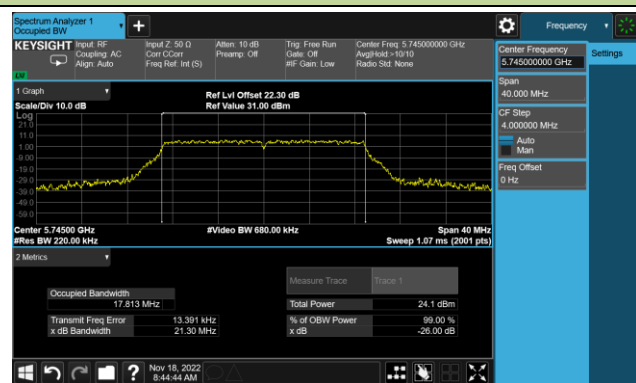 Spectrum Analyzer 1
Occupied BW
+
Frequency
KEYSIGHT
Input: RF
Coupling: AC
Align: Auto
Input Z: 50 Ω
Corr CCorr
Freq Ref: Int (S)
Atten: 10 dB
Preamp: Off
Trig: Free Run
Gate: Off
#IF Gain: Low
Center Freq: 5.745000000 GHz
Avg|Hold:>10/10
Radio Std: None
LW
Center Frequency
5.745000000 GHz
Settings
Span
40.000 MHz
CF Step
4.000000 MHz
Auto
Man
Freq Offset
0 Hz
1 Graph
Scale/Div 10.0 dB
Ref Lvl Offset 22.30 dB
Ref Value 31.00 dBm
Log
21.0
11.0
1.00
-9.00
-19.0
-29.0
-39.0
-49.0
-59.0
Center 5.74500 GHz
#Res BW 220.00 kHz
#Video BW 680.00 kHz
Span 40 MHz
Sweep 1.07 ms (2001 pts)
2 Metrics
Measure Trace
Trace 1
Occupied Bandwidth
17.813 MHz
Total Power
24.1 dBm
Transmit Freq Error
13.391 kHz
% of OBW Power
99.00 %
x dB Bandwidth
21.30 MHz
x dB
-26.00 dB
?
Nov 18, 2022
8:44:44 AM